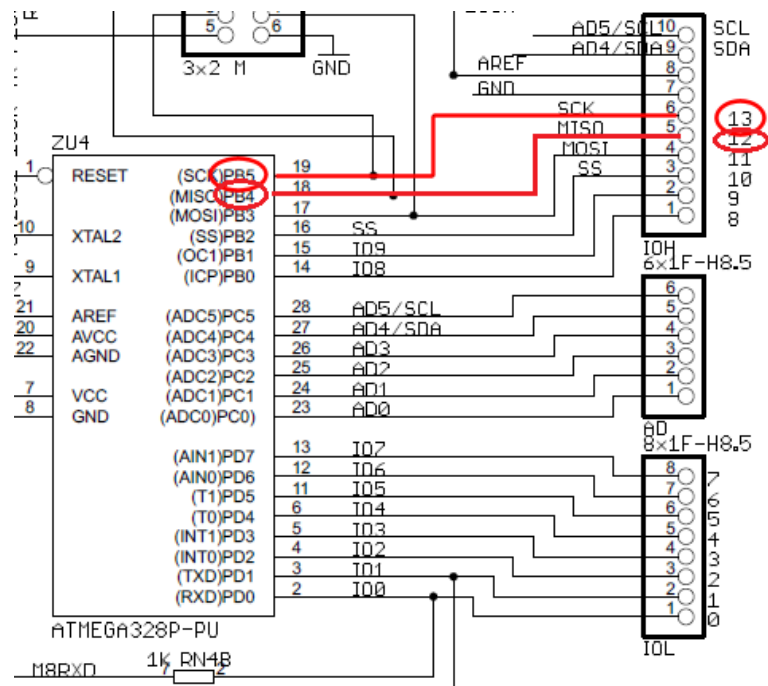 5 6
3x2 M
GND
AD5/SCL 10 SCL
AD4/SDA 9 SDA
AREF 8
GND 7
SCK 6 13
MISO 5 12
MOSI 4 11
SS 3 10
2 9
1 8
IOH
6x1F-H8.5
ZU4
1 RESET (SCK)PB5 19
(MISO)PB4 18
(MOSI)PB3 17
10 XTAL2 (SS)PB2 16 SS
(OC1)PB1 15 IO9
9 XTAL1 (ICP)PB0 14 IO8
21 AREF (ADC5)PC5 28 AD5/SCL 6
20 AVCC (ADC4)PC4 27 AD4/SDA 5
22 AGND (ADC3)PC3 26 AD3 4
(ADC2)PC2 25 AD2 3
7 VCC (ADC1)PC1 24 AD1 2
8 GND (ADC0)PC0) 23 AD0 1
AD
8x1F-H8.5
(AIN1)PD7 13 IO7 8 7
(AIN0)PD6 12 IO6 7 6
(T1)PD5 11 IO5 6 5
(T0)PD4 6 IO4 5 4
(INT1)PD3 5 IO3 4 3
(INT0)PD2 4 IO2 3 2
(TXD)PD1 3 IO1 2 1
(RXD)PD0 2 IO0 1 0
IOL
ATMEGA328P-PU
M8RXD 1K RN4B
7 2